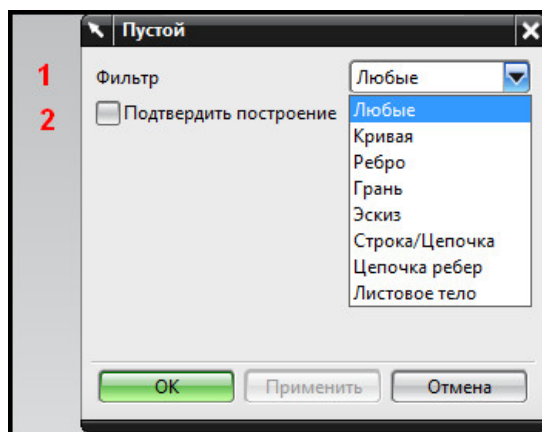 Пустой
1 Фильтр Любые
2 Подтвердить построение Любые
Кривая
Ребро
Грань
Эскиз
Строка/Цепочка
Цепочка ребер
Листовое тело
OK Применить Отмена